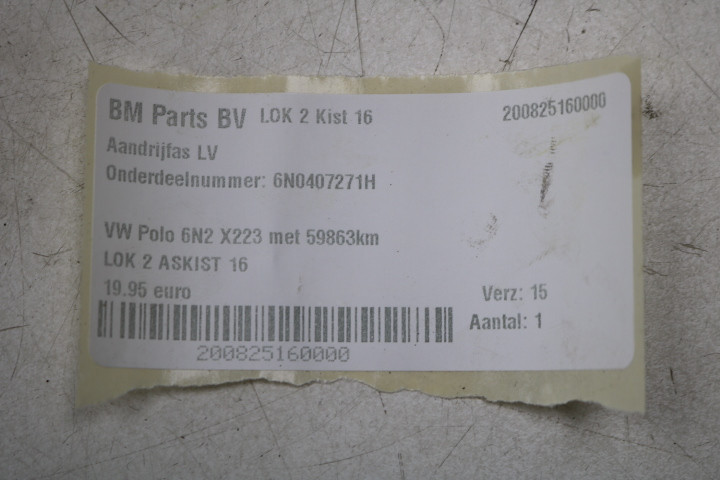 BM Parts BV LOK 2 Kist 16 200825160000
Aandrijfas LV
Onderdeelnummer: 6N0407271H
VW Polo 6N2 X223 met 59863km
LOK 2 ASKIST 16
19.95 euro Verz: 15
Aantal: 1
200825160000